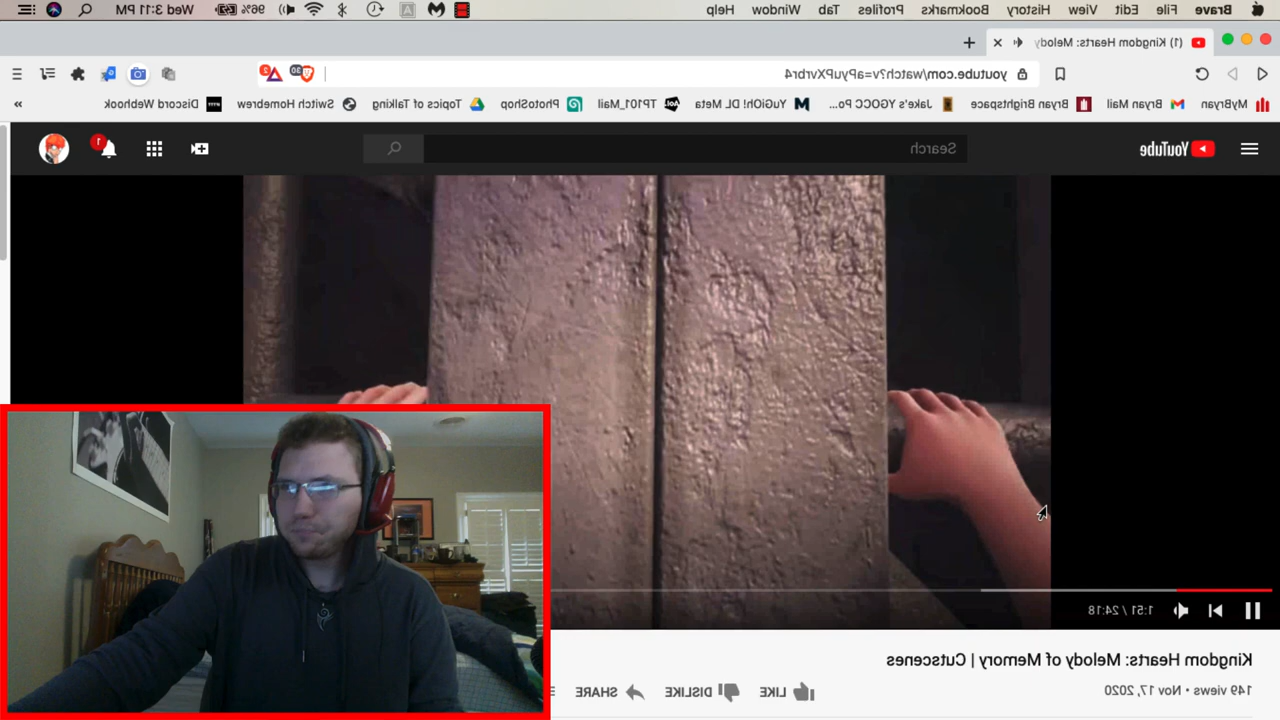 Brave File Edit View History Bookmarks Profiles Tab Window Help 96% Wed 3:11 PM
(1) Kingdom Hearts: Melody
youtube.com/watch?v=aPyuPXvrbr4 30 2
MyBryan Bryan Mail Bryan Brightspace Jake's YGOCC Po... YuGiOh! DL Meta TP101_Mail PhotoShop Topics of Talking Switch Homebrew Discord Webhook »
YouTube Search 1
1:51 / 24:18
Kingdom Hearts: Melody of Memory | Cutscenes
149 views • Nov 17, 2020 LIKE DISLIKE SHARE